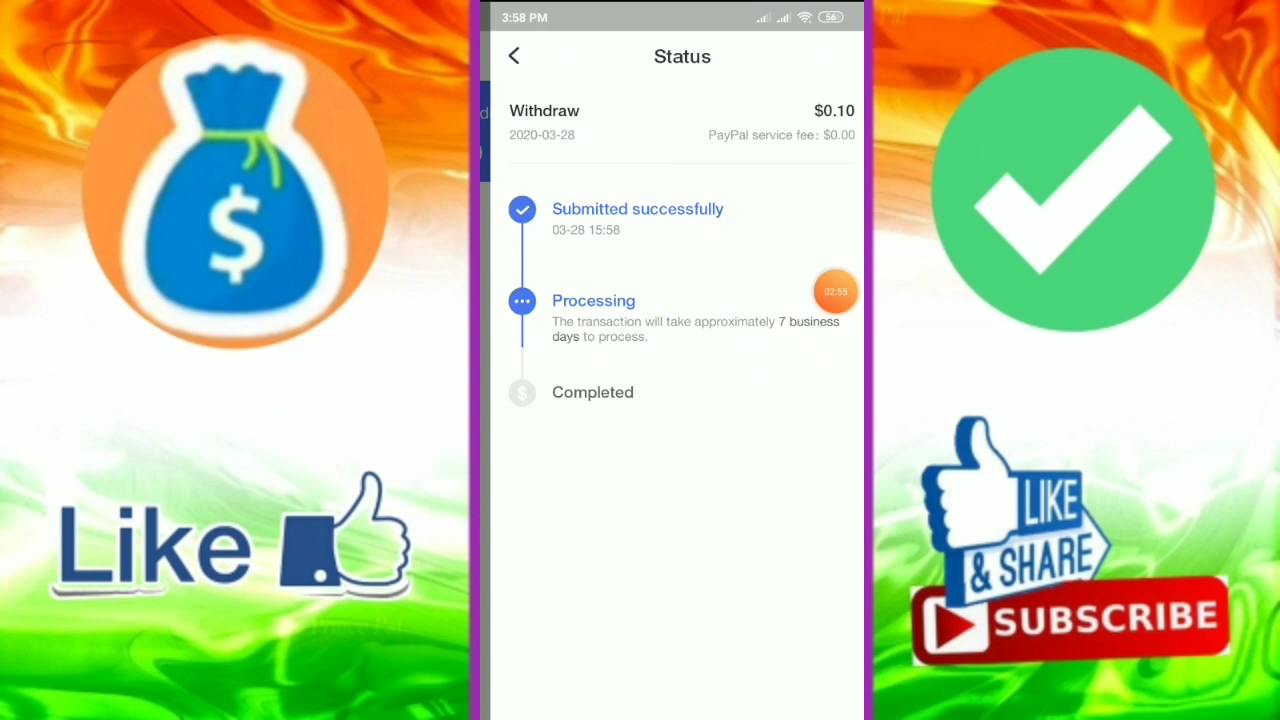 3:58 PM
56
Status
Withdraw
$0.10
2020-03-28
PayPal service fee: $0.00
Submitted successfully
03-28 15:58
Processing
02:55
The transaction will take approximately 7 business
days to process.
$
Completed
$
Like
LIKE
& SHARE
SUBSCRIBE